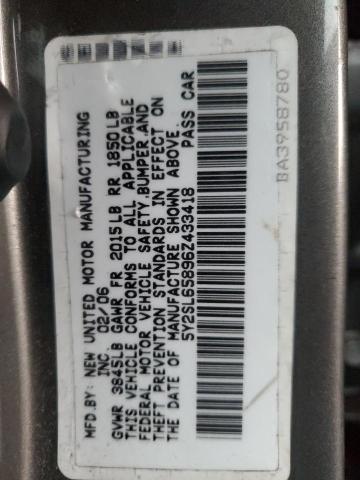 MFD.BY: NEW UNITED MOTOR MANUFACTURING
INC. 02/06
GVWR 3845LB GAWR FR 2015LB RR 1850LB
THIS VEHICLE CONFORMS TO ALL APPLICABLE
FEDERAL MOTOR VEHICLE SAFETY,BUMPER,AND
THEFT PREVENTION STANDARDS IN EFFECT ON
THE DATE OF MANUFACTURE SHOWN ABOVE.
5Y2SL65896Z433418 PASS CAR
BA3958780